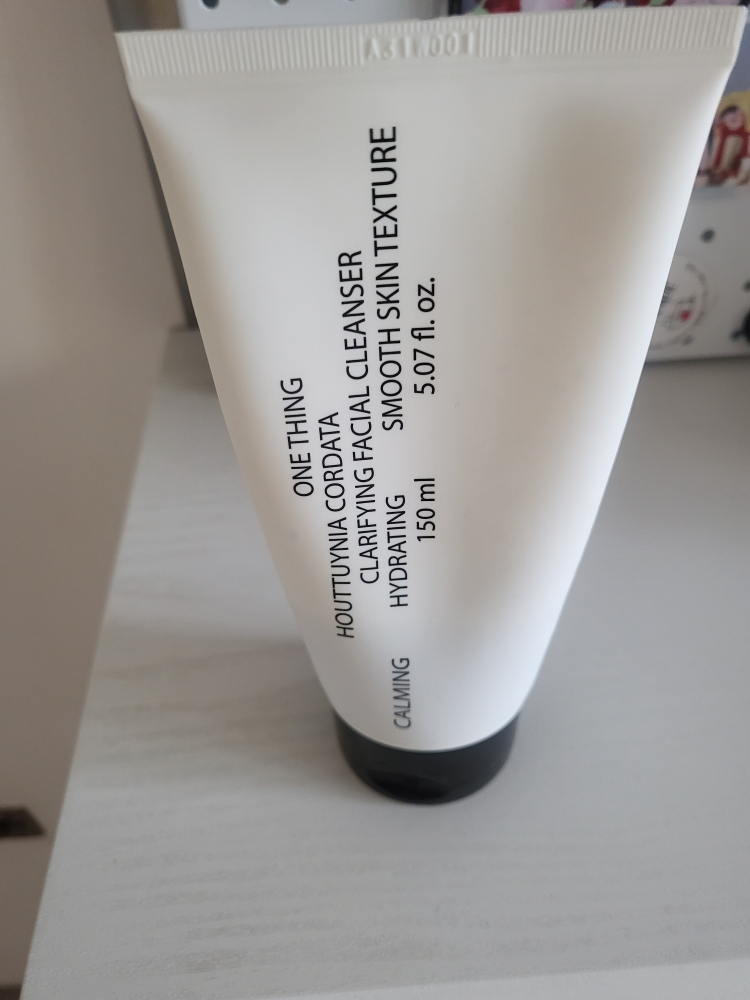 ONE THING
HOUTTUYNIA CORDATA
CLARIFYING FACIAL CLEANSER
CALMING HYDRATING SMOOTH SKIN TEXTURE
150 ml 5.07 fl. oz.